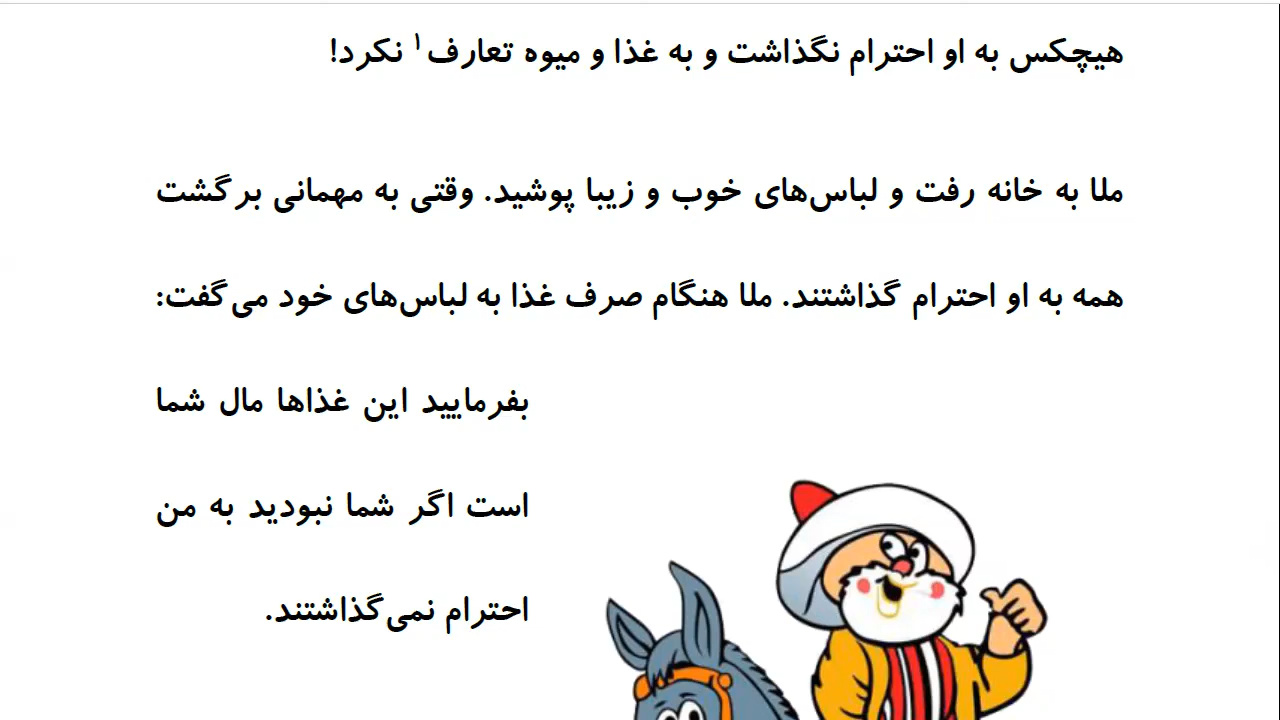 هیچکس به او احترام نگذاشت و به غذا و میوه تعارف۱ نکرد!
ملا به خانه رفت و لباس‌های خوب و زیبا پوشید. وقتی به مهمانی برگشت
همه به او احترام گذاشتند. ملا هنگام صرف غذا به لباس‌های خود می‌گفت:
بفرمایید این غذاها مال شما
است اگر شما نبودید به من
احترام نمی‌گذاشتند.